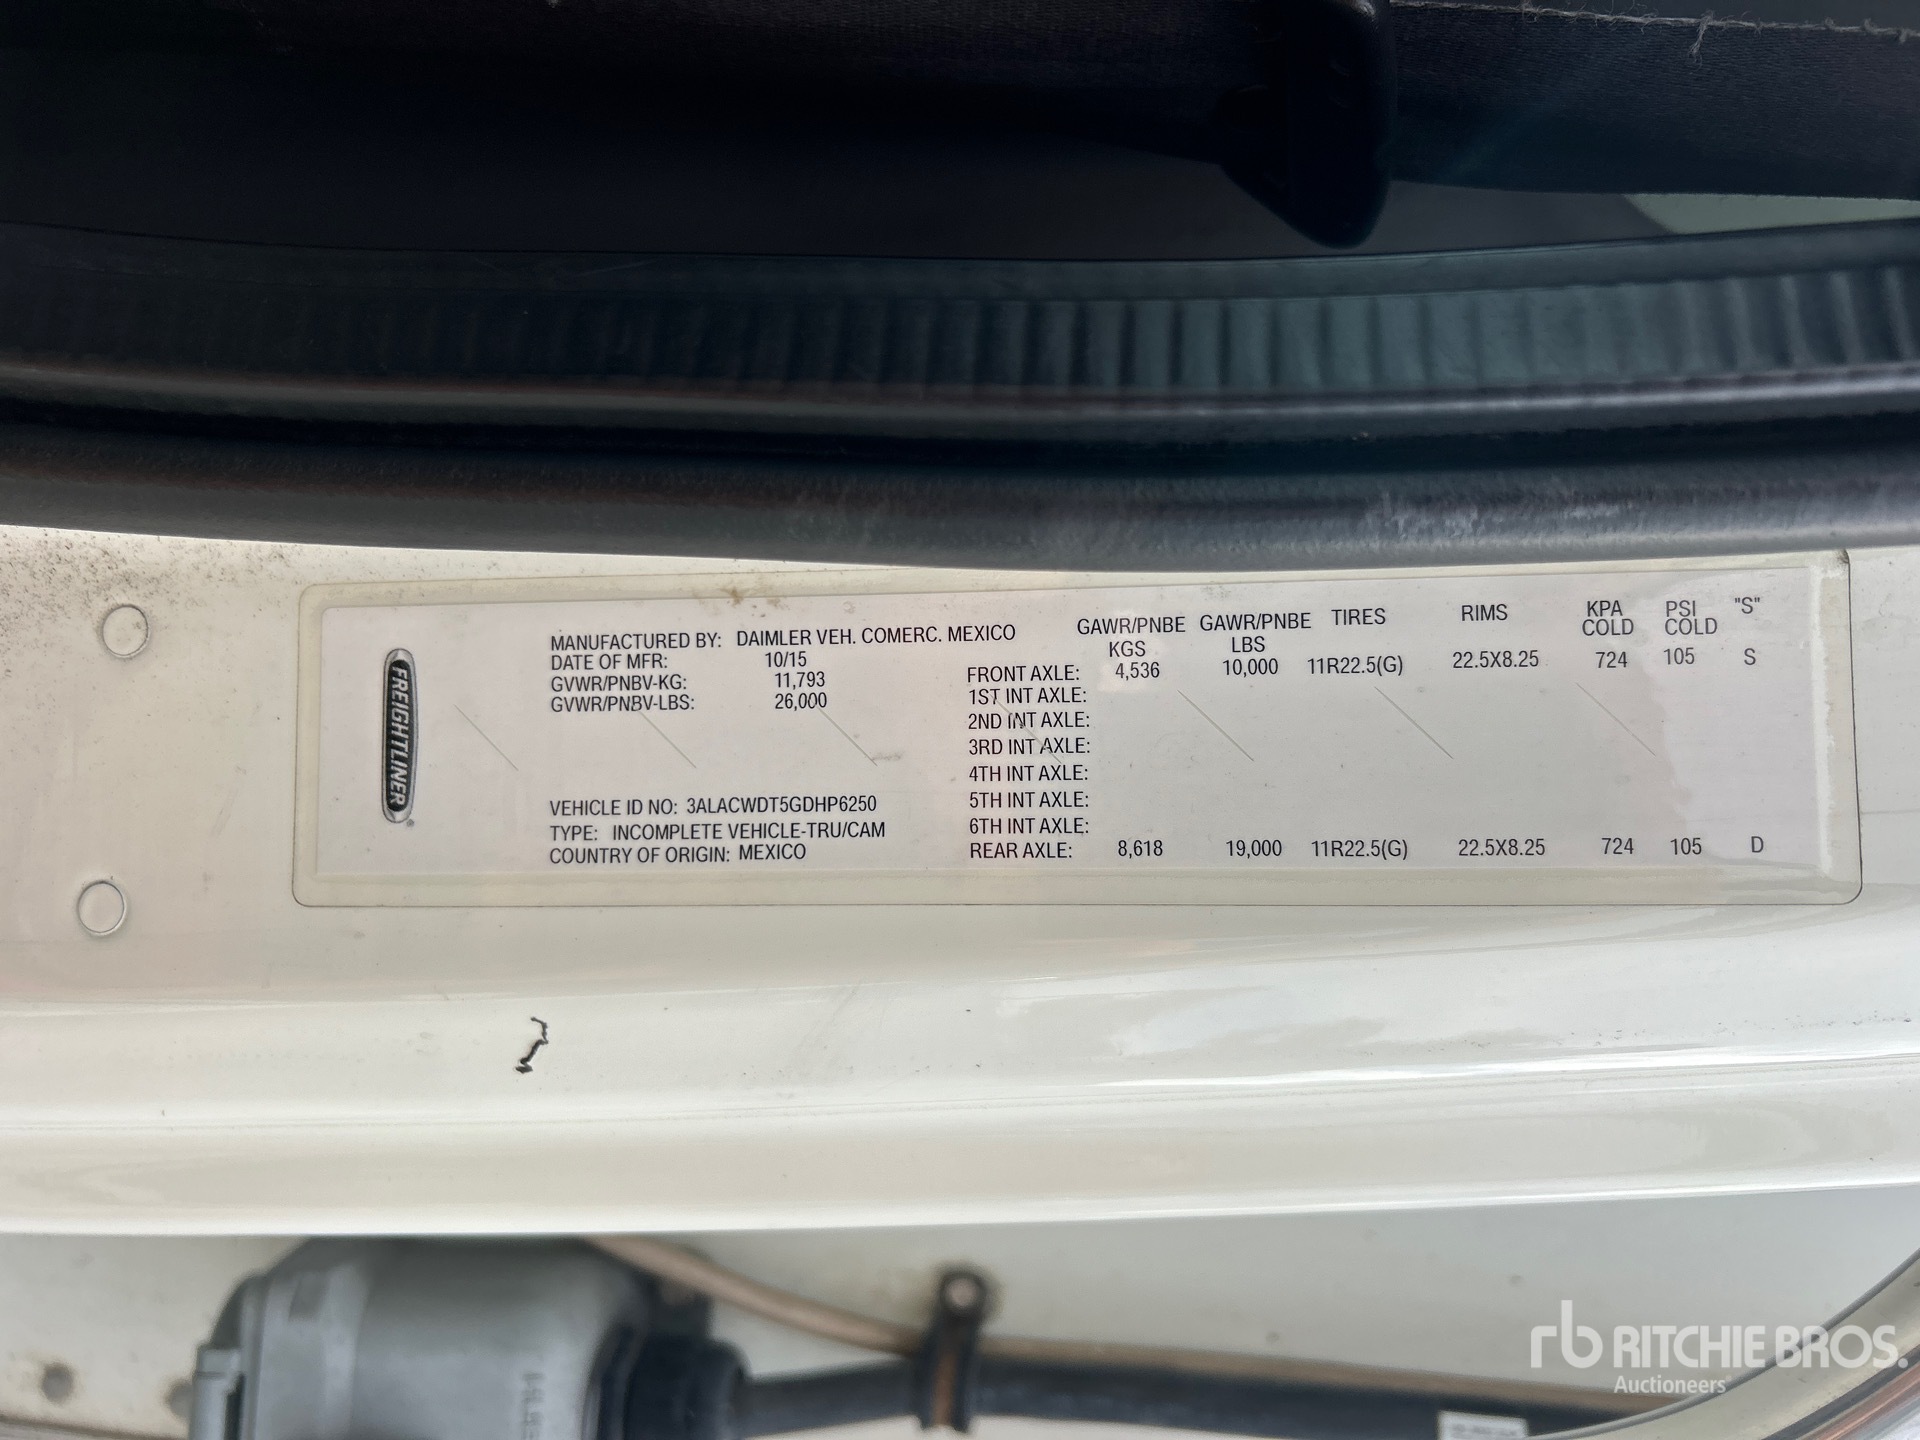 FREIGHTLINER
MANUFACTURED BY: DAIMLER VEH. COMERC. MEXICO
DATE OF MFR: 10/15
GVWR/PNBV-KG: 11,793
GVWR/PNBV-LBS: 26,000
VEHICLE ID NO: 3ALACWDT5GDHP6250
TYPE: INCOMPLETE VEHICLE-TRU/CAM
COUNTRY OF ORIGIN: MEXICO
GAWR/PNBE KGS GAWR/PNBE LBS TIRES RIMS KPA COLD PSI COLD "S"
FRONT AXLE: 4,536 10,000 11R22.5(G) 22.5X8.25 724 105 S
1ST INT AXLE:
2ND INT AXLE:
3RD INT AXLE:
4TH INT AXLE:
5TH INT AXLE:
6TH INT AXLE:
REAR AXLE: 8,618 19,000 11R22.5(G) 22.5X8.25 724 105 D
rb RITCHIE BROS.
Auctioneers